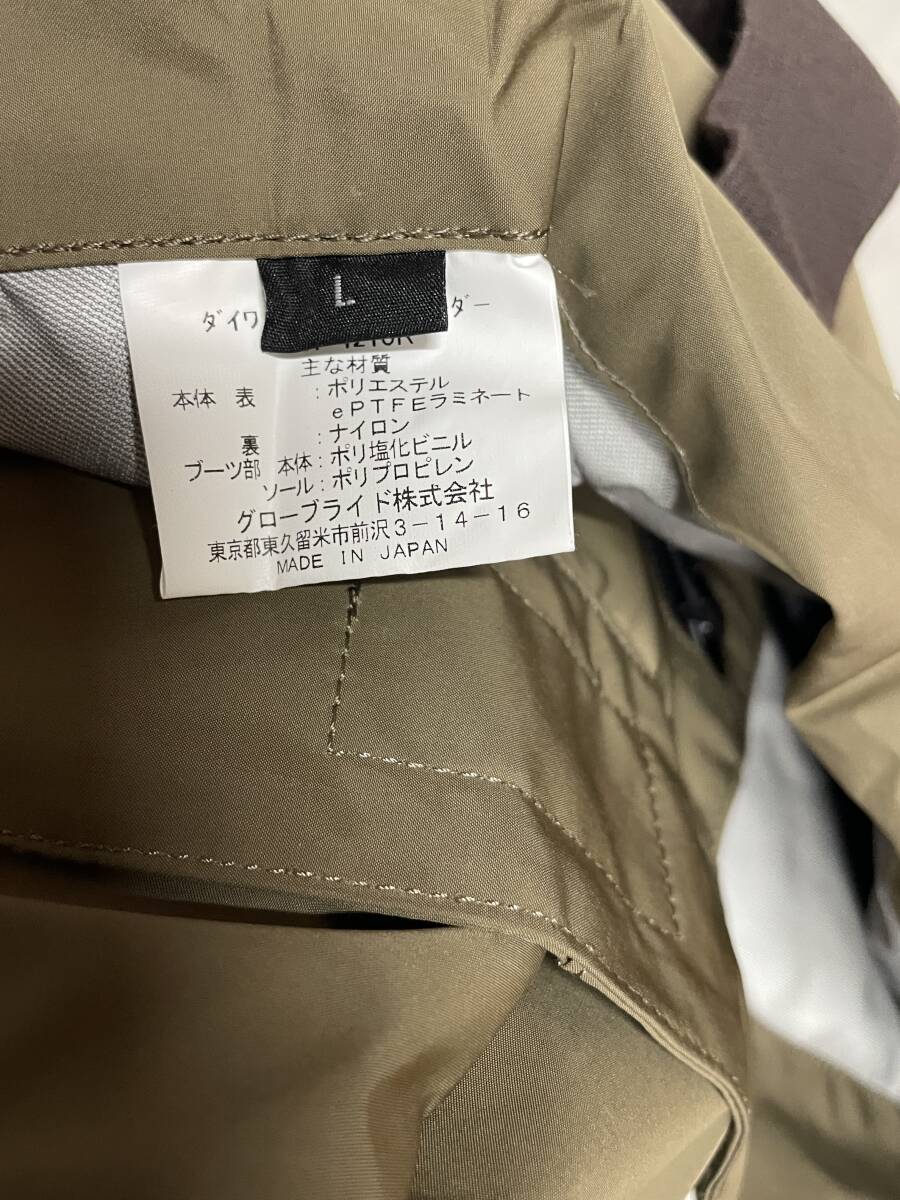 L
ダイワ ダー
主な材質
本体 表 :ポリエステル
ePTFEラミネート
裏 :ナイロン
ブーツ部 本体:ポリ塩化ビニル
ソール:ポリプロピレン
グローブライド株式会社
東京都東久留米市前沢3-14-16
MADE IN JAPAN